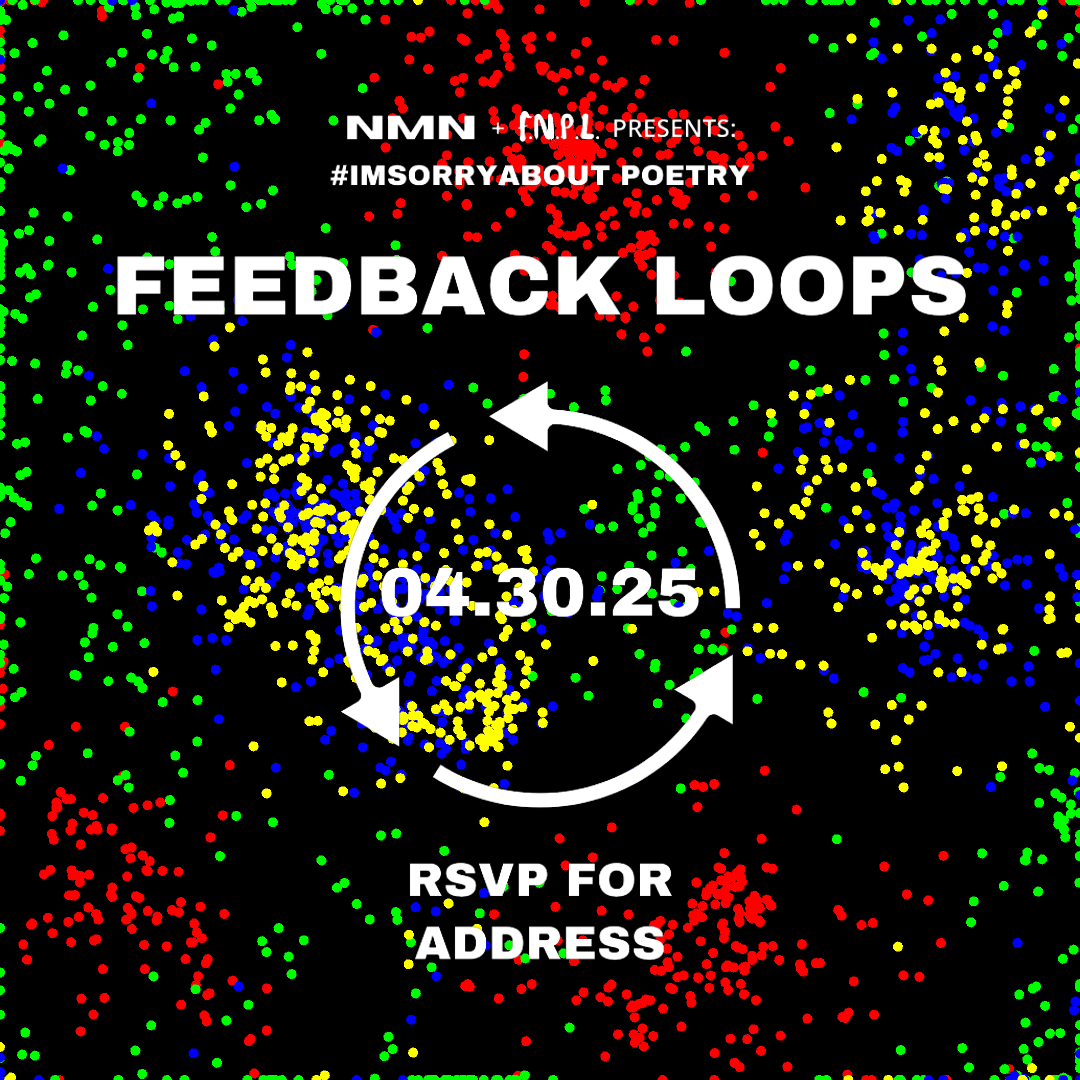 NMN + F.N.P.L. PRESENTS:
#IMSORRYABOUT POETRY
FEEDBACK LOOPS
04.30.25
RSVP FOR
ADDRESS